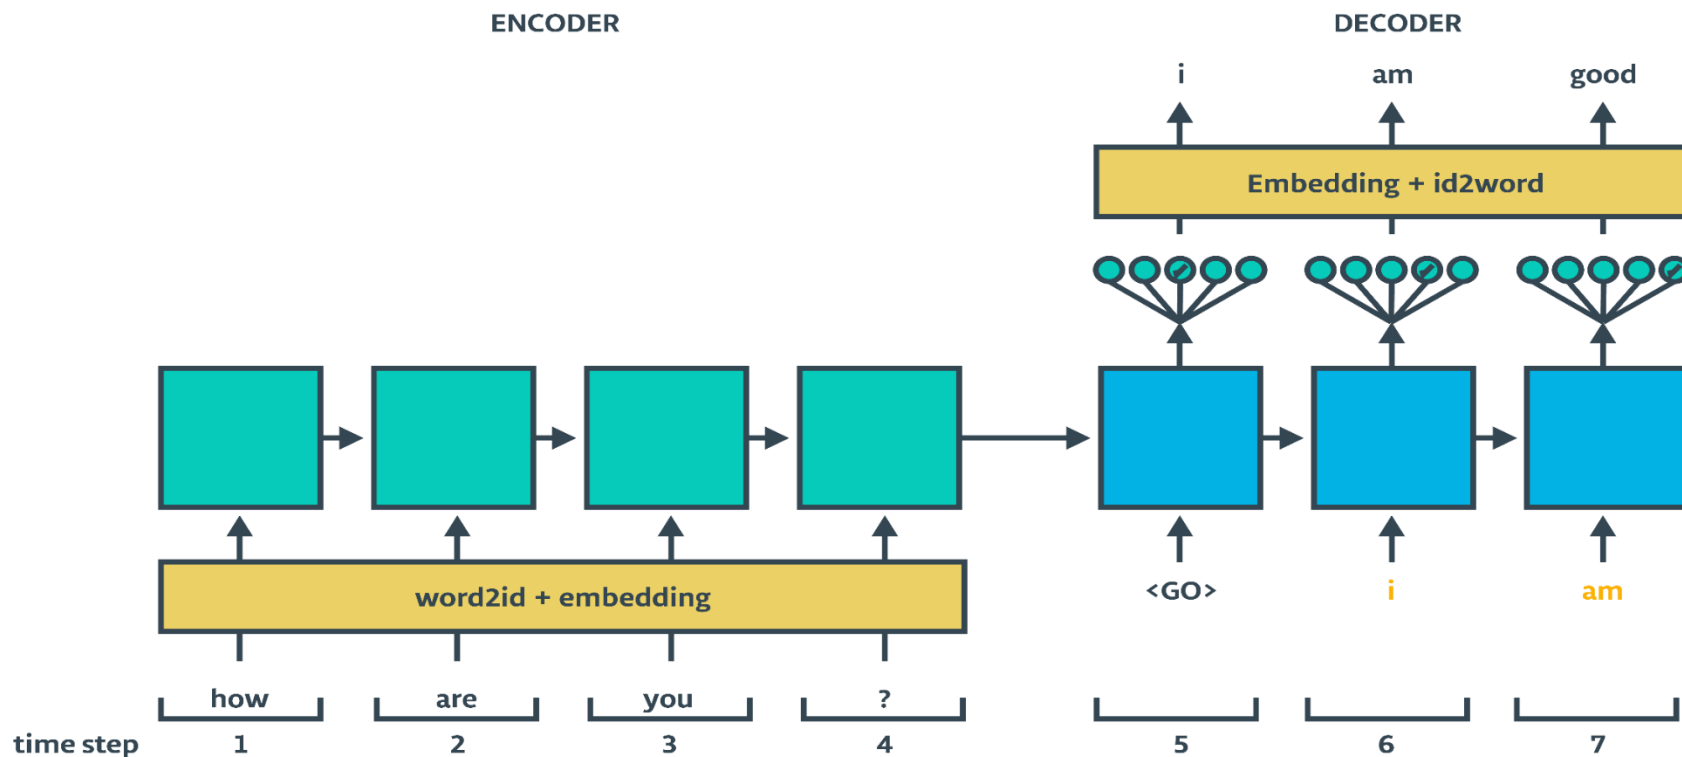 ENCODER DECODER
i am good
Embedding + id2word
word2id + embedding
<GO> i am
how are you ?
time step 1 2 3 4 5 6 7